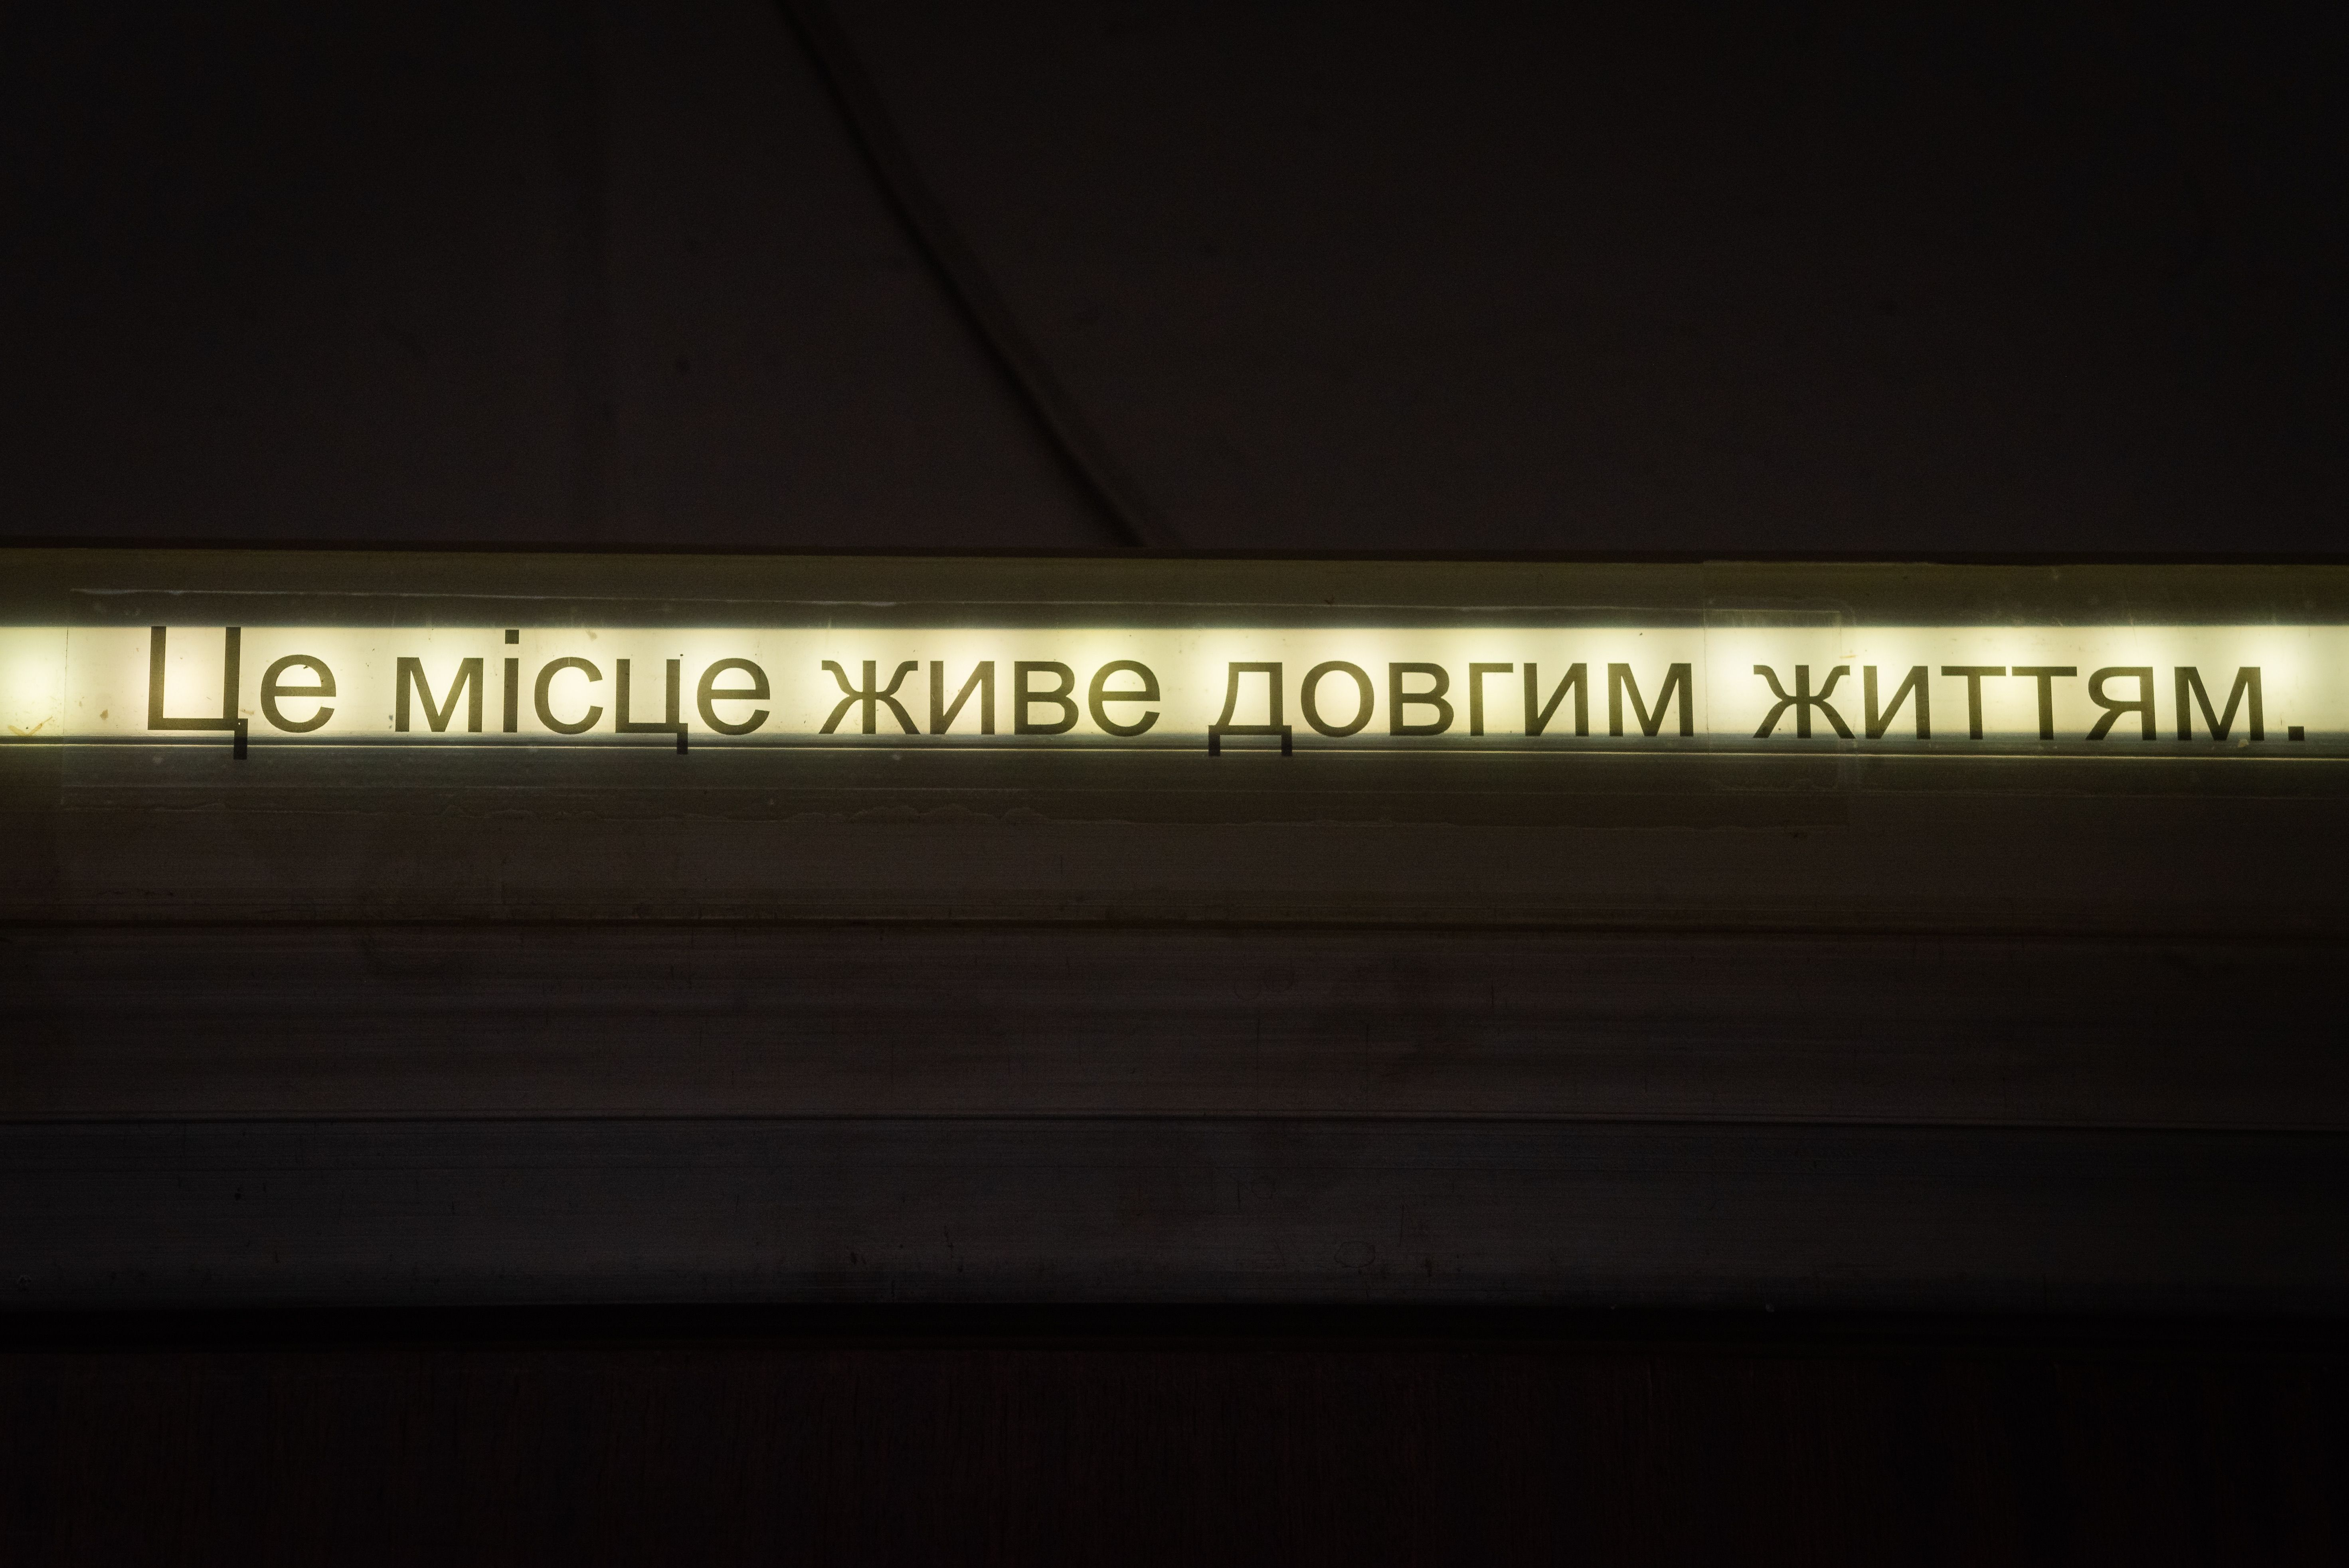 Це місце живе довгим життям.